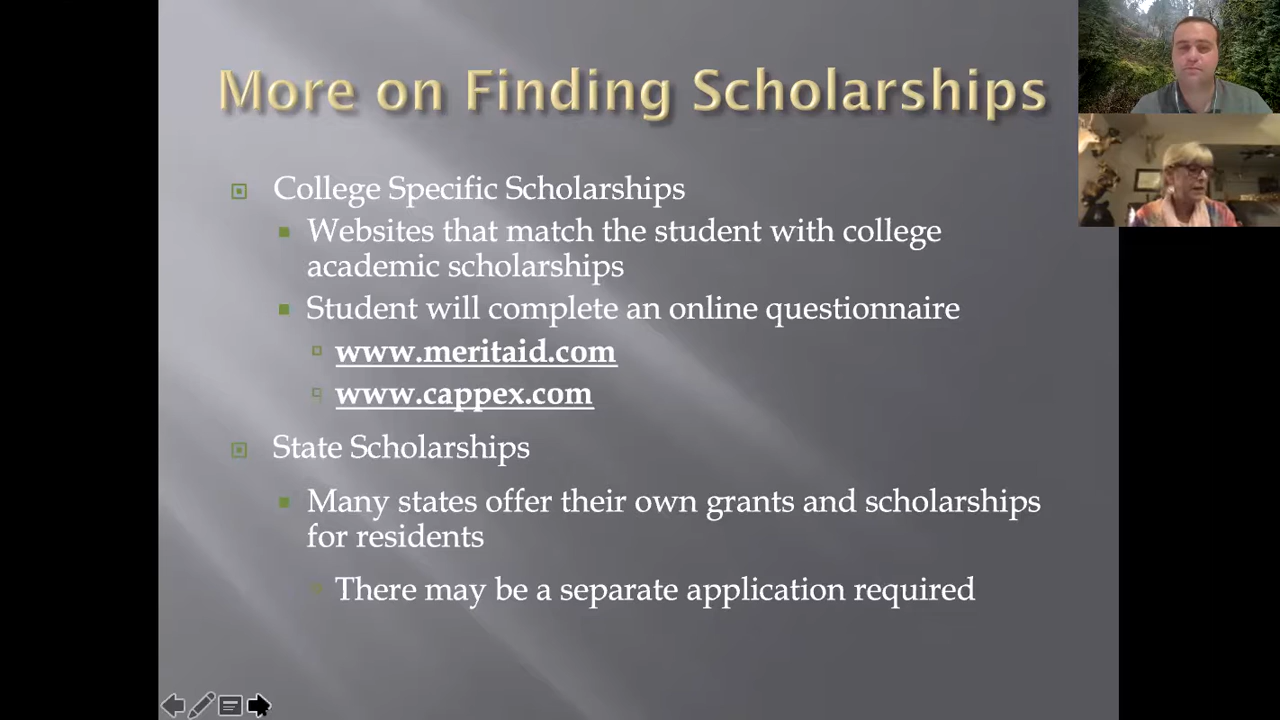 More on Finding Scholarships
College Specific Scholarships
Websites that match the student with college
academic scholarships
Student will complete an online questionnaire
www.meritaid.com
www.cappex.com
State Scholarships
Many states offer their own grants and scholarships
for residents
There may be a separate application required